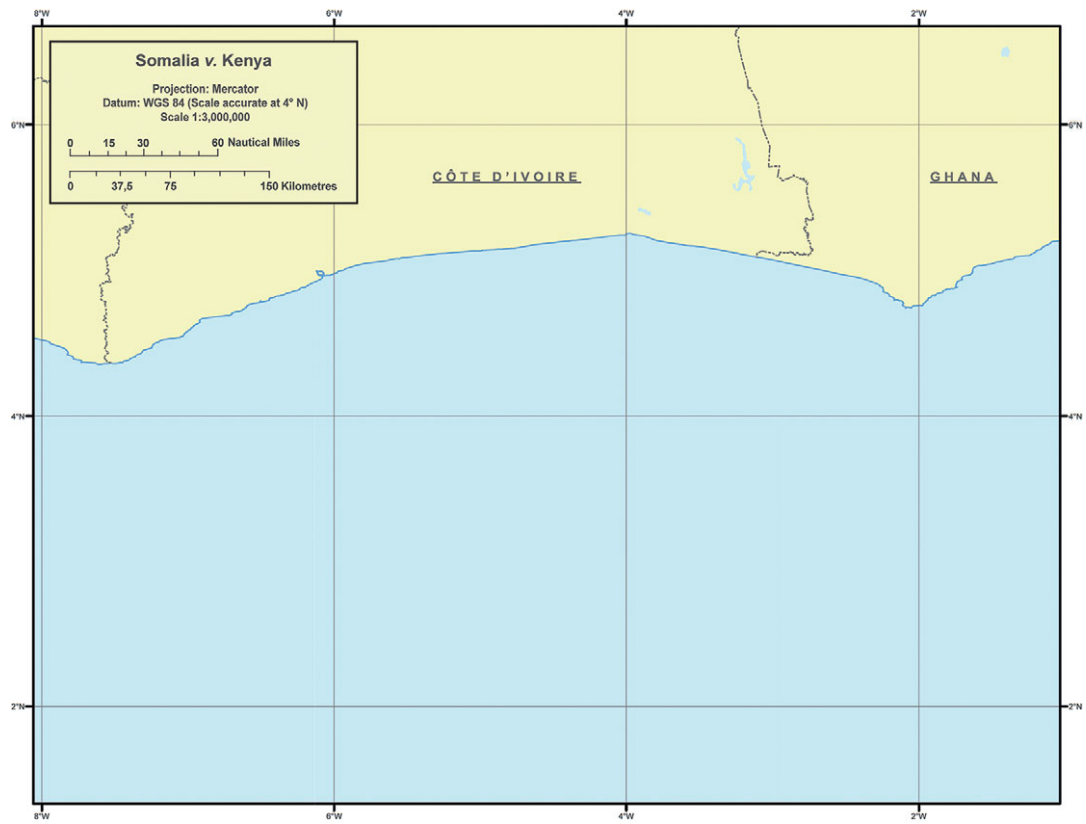 8°W 6°W 4°W 2°W
Somalia v. Kenya
Projection: Mercator
Datum: WGS 84 (Scale accurate at 4° N)
Scale 1:3,000,000
6°N 6°N
0 15 30 60 Nautical Miles
0 37,5 75 150 Kilometres
CÔTE D'IVOIRE
GHANA
4°N 4°N
2°N 2°N
8°W 6°W 4°W 2°W